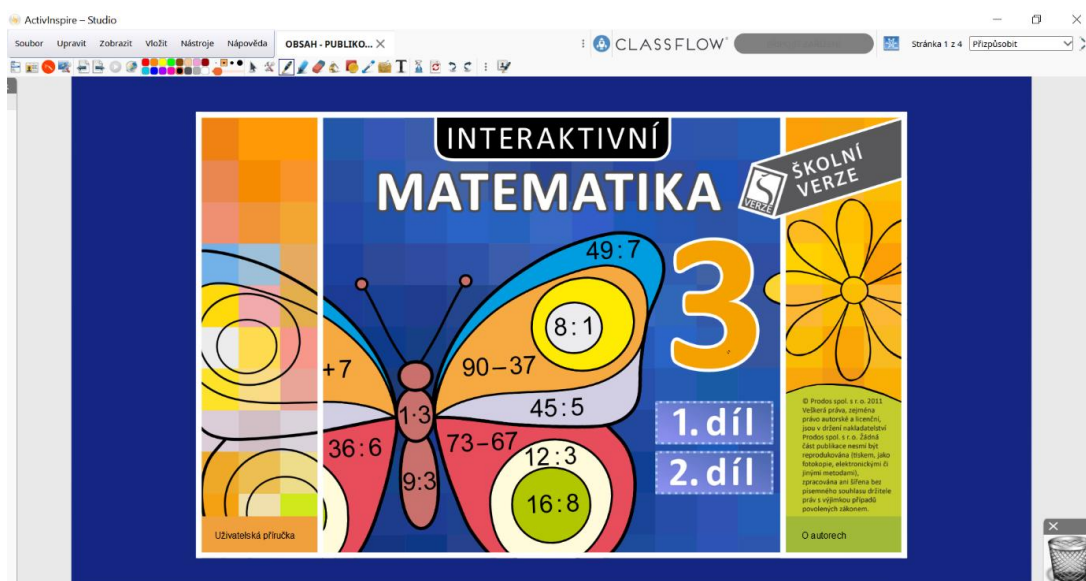 ActivInspire – Studio
Soubor Upravit Zobrazit Vložit Nástroje Nápověda OBSAH - PUBLIKO... CLASSFLOW Stránka 1 z 4 Přizpůsobit
INTERAKTIVNÍ
MATEMATIKA
ŠKOLNÍ
VERZE
Š
VERZE
3
49:7
8:1
+7
90–37
1·3
45:5
36:6
73–67
12:3
9:3
16:8
1. díl
2. díl
© Prodos spol. s r. o. 2011
Veškerá práva, zejména
právo autorské a licenční,
jsou v držení nakladatelství
Prodos spol. s r. o. Žádná
část publikace nesmí být
reprodukována (tiskem, jako
fotokopie, elektronickými či
jinými metodami),
zpracována ani šířena bez
písemného souhlasu držitele
práv s výjimkou případů
povolených zákonem.
Uživatelská příručka
O autorech